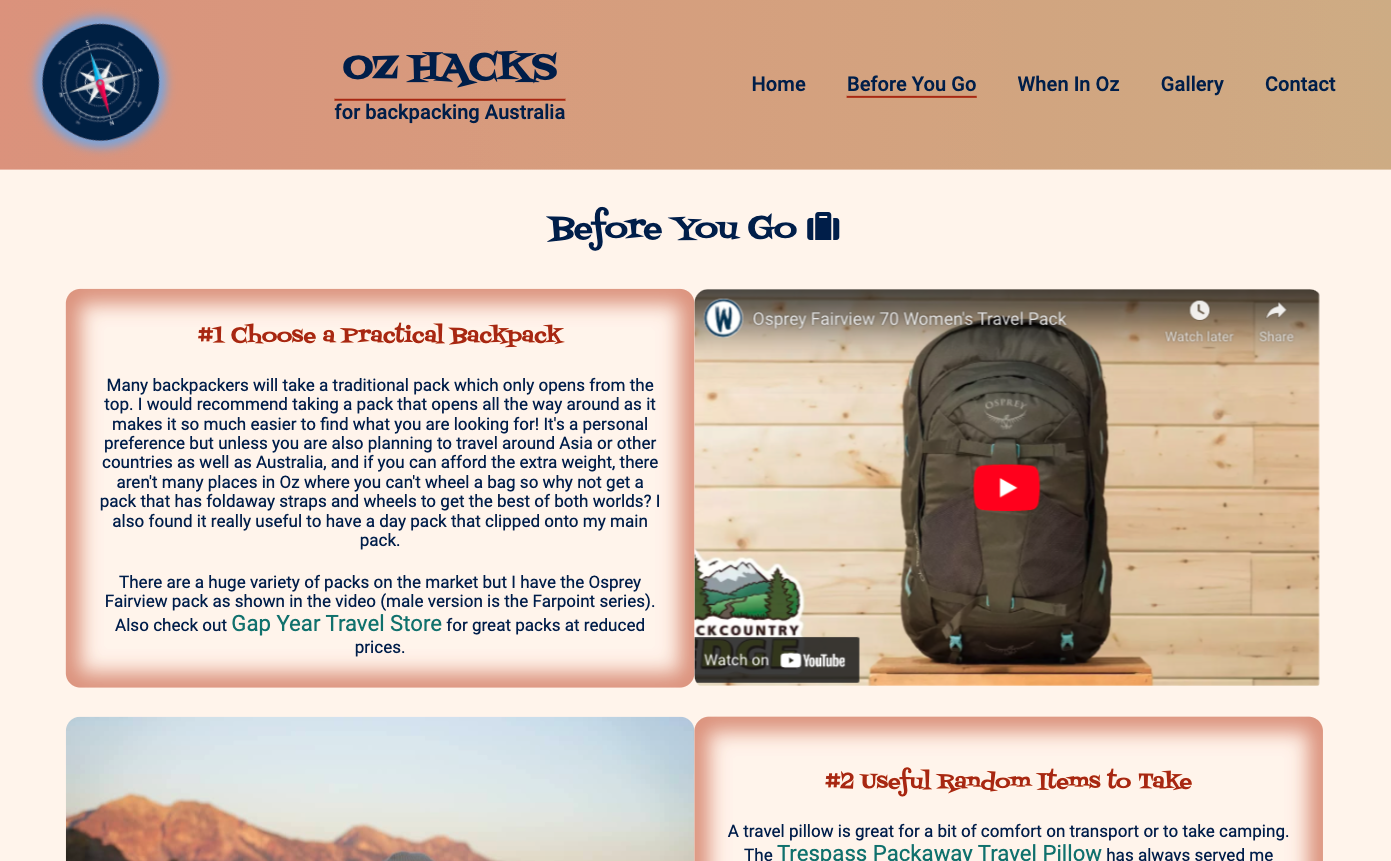 OZ HACKS
for backpacking Australia
Home Before You Go When In Oz Gallery Contact
Before You Go
#1 Choose a Practical Backpack
Many backpackers will take a traditional pack which only opens from the
top. I would recommend taking a pack that opens all the way around as it
makes it so much easier to find what you are looking for! It's a personal
preference but unless you are also planning to travel around Asia or other
countries as well as Australia, and if you can afford the extra weight, there
aren't many places in Oz where you can't wheel a bag so why not get a
pack that has foldaway straps and wheels to get the best of both worlds? I
also found it really useful to have a day pack that clipped onto my main
pack.
There are a huge variety of packs on the market but I have the Osprey
Fairview pack as shown in the video (male version is the Farpoint series).
Also check out Gap Year Travel Store for great packs at reduced
prices.
W
Osprey Fairview 70 Women's Travel Pack
Watch later
Share
OSPREY
CKCOUNTRY
Watch on YouTube
#2 Useful Random Items to Take
A travel pillow is great for a bit of comfort on transport or to take camping.
The Trespass Packaway Travel Pillow has always served me